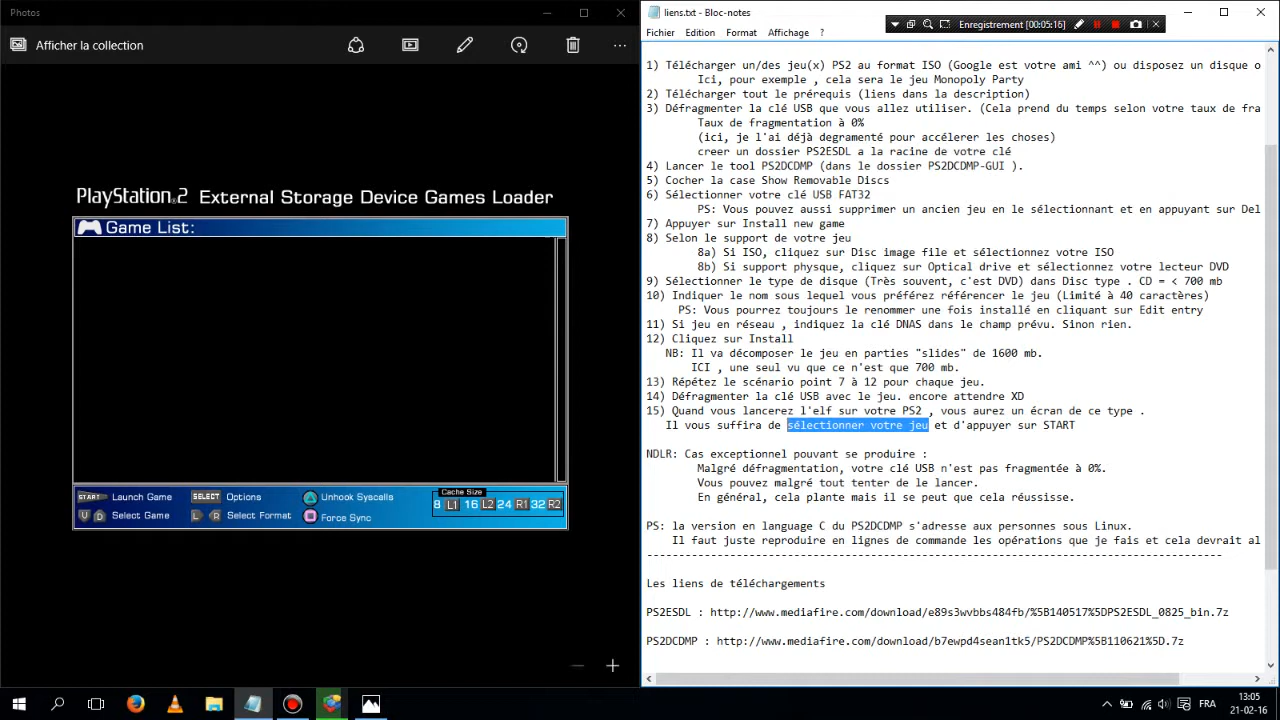 Photos
Afficher la collection
PlayStation.2 External Storage Device Games Loader
Game List:
START Launch Game
SELECT Options
Unhook Syscalls
U D Select Game
L R Select Format
Force Sync
Cache Size
8 L1 16 L2 24 R1 32 R2
liens.txt - Bloc-notes
Enregistrement [00:05:16]
Fichier Edition Format Affichage ?
1) Télécharger un/des jeu(x) PS2 au format ISO (Google est votre ami ^^) ou disposez un disque o
Ici, pour exemple , cela sera le jeu Monopoly Party
2) Télécharger tout le prérequis (liens dans la description)
3) Défragmenter la clé USB que vous allez utiliser. (Cela prend du temps selon votre taux de fra
Taux de fragmentation à 0%
(ici, je l'ai déjà degramenté pour accélerer les choses)
creer un dossier PS2ESDL a la racine de votre clé
4) Lancer le tool PS2DCDMP (dans le dossier PS2DCDMP-GUI ).
5) Cocher la case Show Removable Discs
6) Sélectionner votre clé USB FAT32
PS: Vous pouvez aussi supprimer un ancien jeu en le sélectionnant et en appuyant sur Del
7) Appuyer sur Install new game
8) Selon le support de votre jeu
8a) Si ISO, cliquez sur Disc image file et sélectionnez votre ISO
8b) Si support physque, cliquez sur Optical drive et sélectionnez votre lecteur DVD
9) Sélectionner le type de disque (Très souvent, c'est DVD) dans Disc type . CD = < 700 mb
10) Indiquer le nom sous lequel vous préférez référencer le jeu (Limité à 40 caractères)
PS: Vous pourrez toujours le renommer une fois installé en cliquant sur Edit entry
11) Si jeu en réseau , indiquez la clé DNAS dans le champ prévu. Sinon rien.
12) Cliquez sur Install
NB: Il va décomposer le jeu en parties "slides" de 1600 mb.
ICI , une seul vu que ce n'est que 700 mb.
13) Répétez le scénario point 7 à 12 pour chaque jeu.
14) Défragmenter la clé USB avec le jeu. encore attendre XD
15) Quand vous lancerez l'elf sur votre PS2 , vous aurez un écran de ce type .
Il vous suffira de sélectionner votre jeu et d'appuyer sur START
NDLR: Cas exceptionnel pouvant se produire :
Malgré défragmentation, votre clé USB n'est pas fragmentée à 0%.
Vous pouvez malgré tout tenter de le lancer.
En général, cela plante mais il se peut que cela réussisse.
PS: la version en language C du PS2DCDMP s'adresse aux personnes sous Linux.
Il faut juste reproduire en lignes de commande les opérations que je fais et cela devrait al
------------------------------------------------------------------------------------------
Les liens de téléchargements
PS2ESDL : http://www.mediafire.com/download/e89s3wvbbs484fb/%5B140517%5DPS2ESDL_0825_bin.7z
PS2DCDMP : http://www.mediafire.com/download/b7ewpd4sean1tk5/PS2DCDMP%5B110621%5D.7z
FRA
13:05
21-02-16